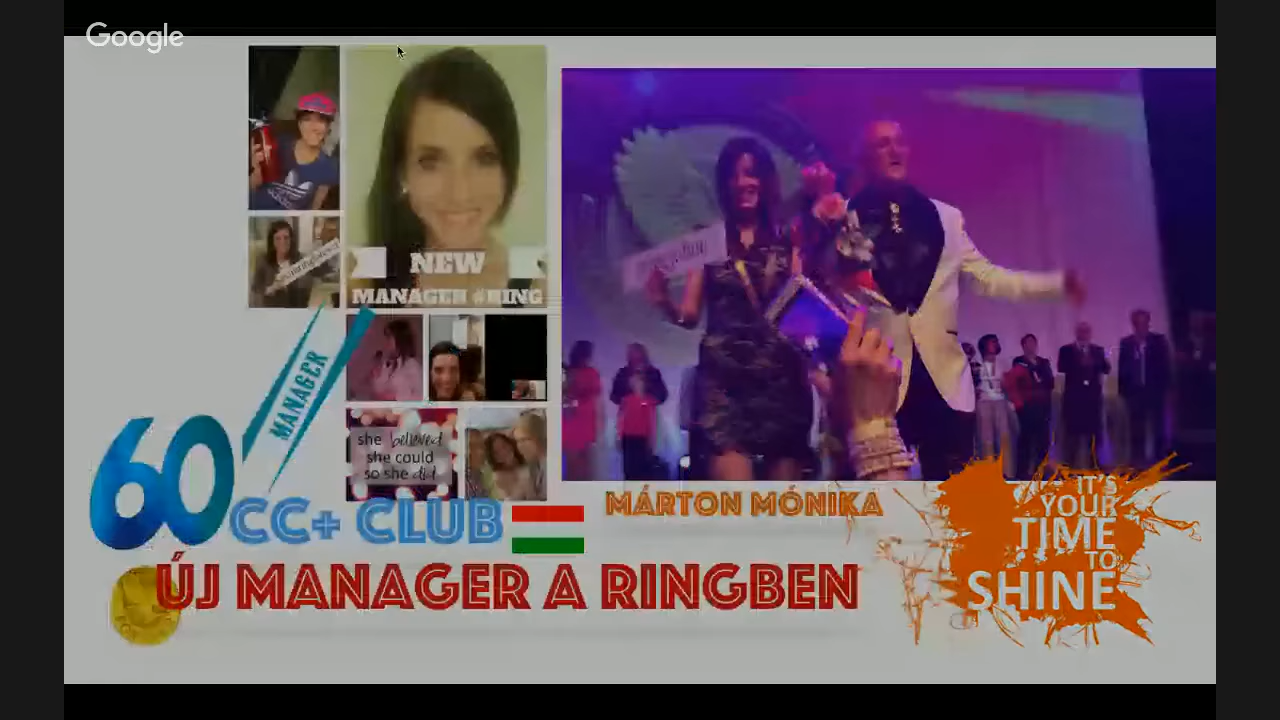 Google
NEW
MANAGER #RING
MANAGER
she believed
she could
so she did
60
CC+ CLUB
MÁRTON MÓNIKA
ÚJ MANAGER A RINGBEN
IT'S
YOUR
TIME
TO
SHINE
adidas